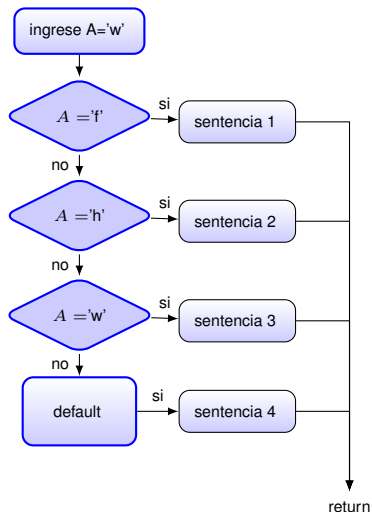 ingrese A='w'
A ='f'
si
sentencia 1
no
A ='h'
si
sentencia 2
no
A ='w'
si
sentencia 3
no
default
si
sentencia 4
return